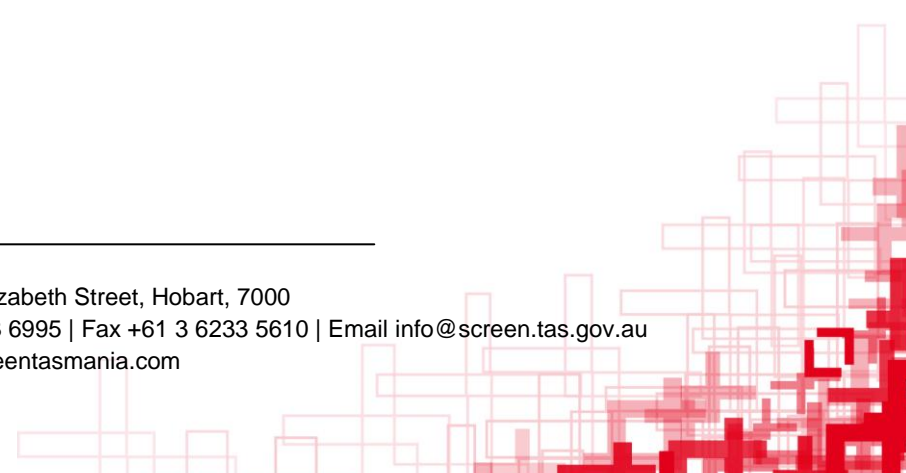 zabeth Street, Hobart, 7000
6995 | Fax +61 3 6233 5610 | Email info@screen.tas.gov.au
eentasmania.com